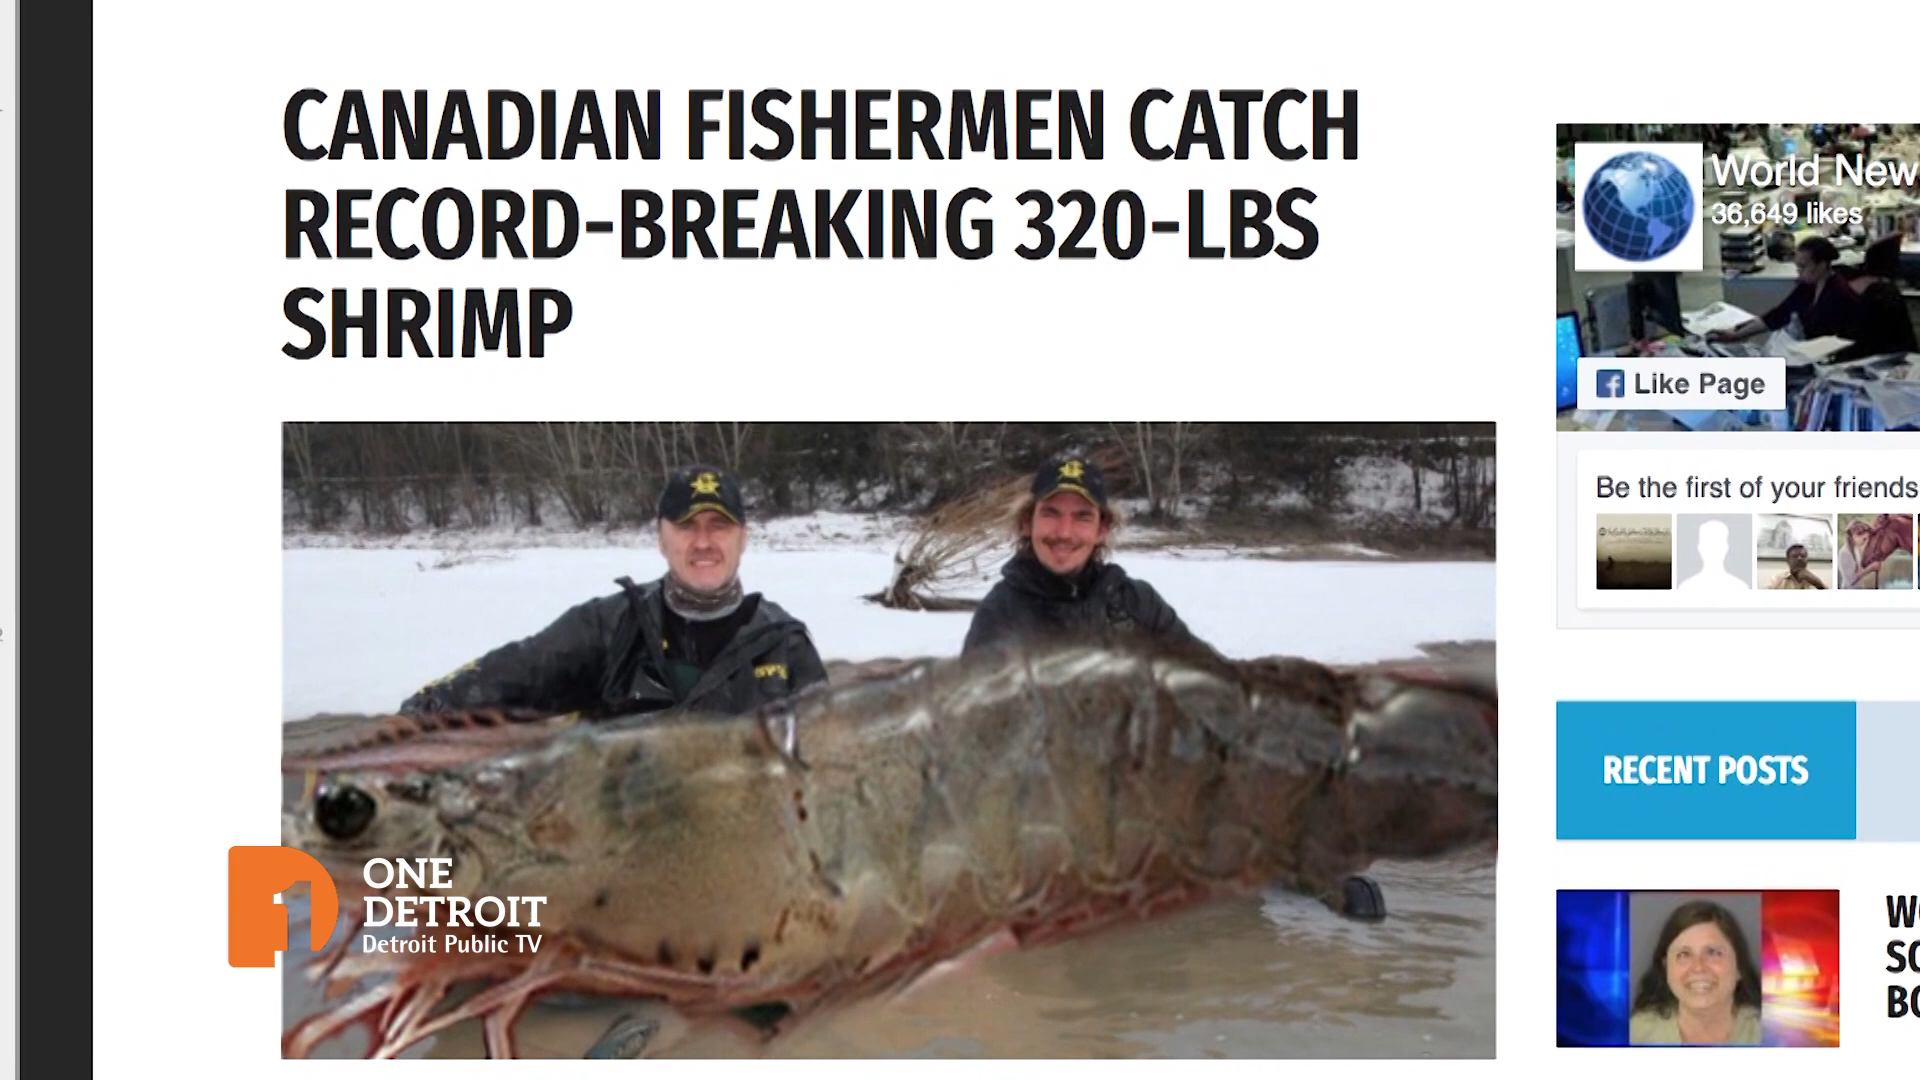 CANADIAN FISHERMEN CATCH
RECORD-BREAKING 320-LBS
SHRIMP
World New
36,649 likes
Like Page
Be the first of your friends
RECENT POSTS
ONE
DETROIT
Detroit Public TV